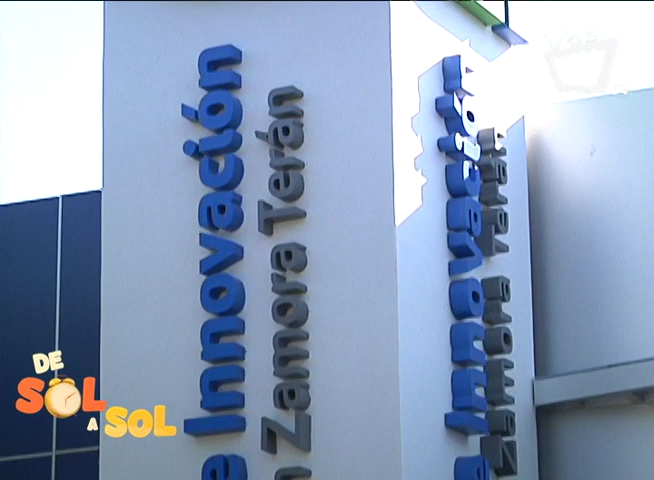 e Innovación
n Zamora Terán
e Innovación
Zamora Terán
DE
SOL
A SOL